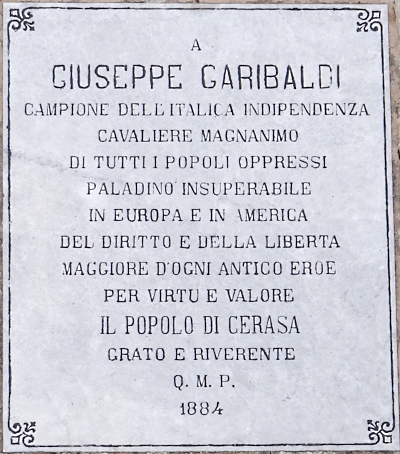 A
GIUSEPPE GARIBALDI
CAMPIONE DELL'ITALICA INDIPENDENZA
CAVALIERE MAGNANIMO
DI TUTTI I POPOLI OPPRESSI
PALADINO INSUPERABILE
IN EUROPA E IN AMERICA
DEL DIRITTO E DELLA LIBERTA
MAGGIORE D'OGNI ANTICO EROE
PER VIRTU E VALORE
IL POPOLO DI CERASA
GRATO E RIVERENTE
Q. M. P.
1884